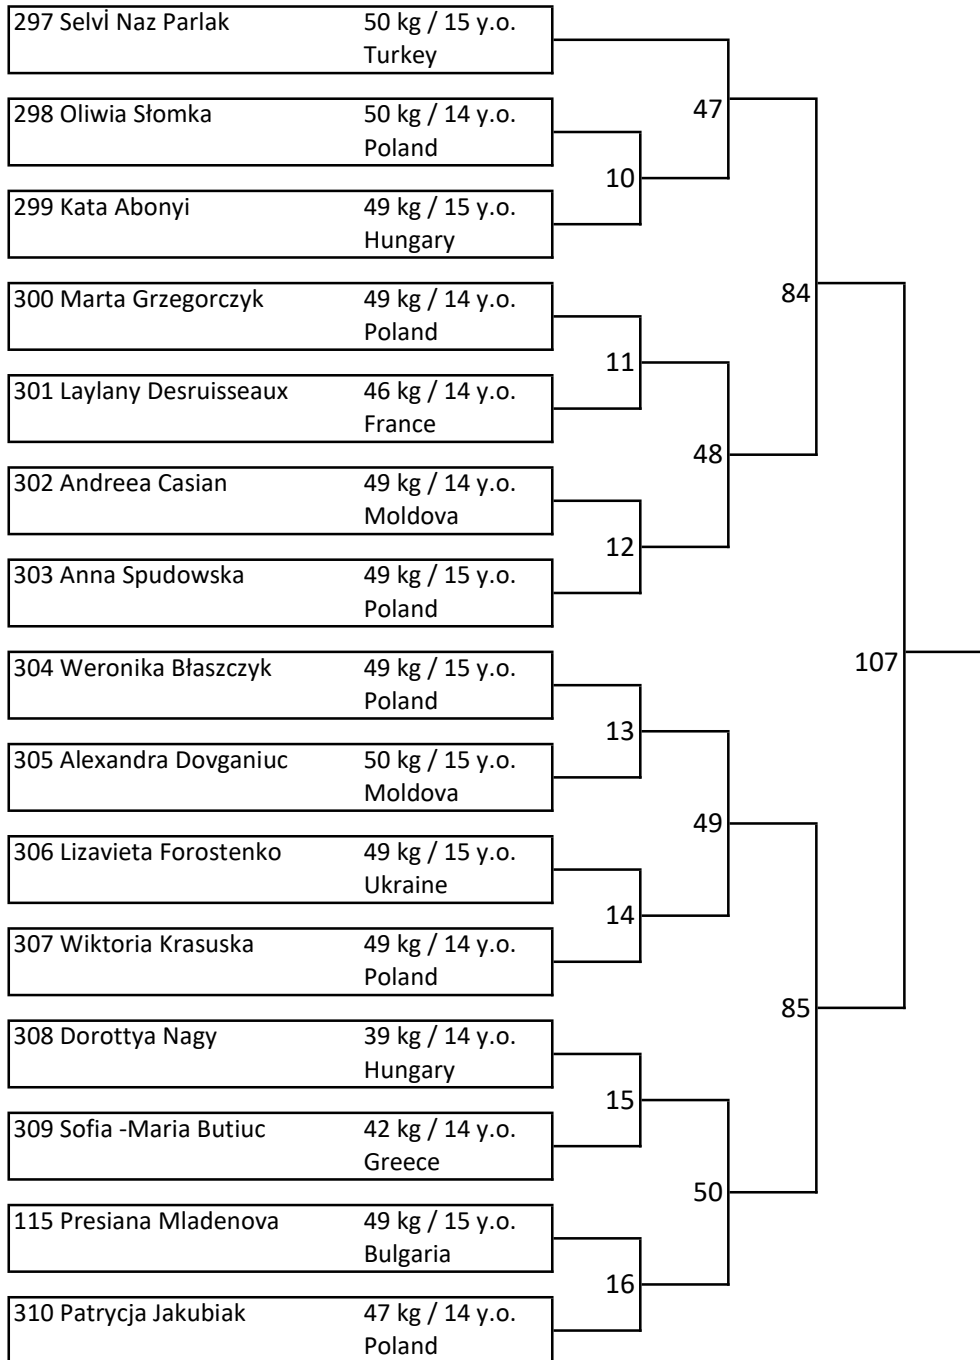 297 Selvİ Naz Parlak 50 kg / 15 y.o.
Turkey
47
298 Oliwia Słomka 50 kg / 14 y.o.
Poland
10
299 Kata Abonyi 49 kg / 15 y.o.
Hungary
84
300 Marta Grzegorczyk 49 kg / 14 y.o.
Poland
11
301 Laylany Desruisseaux 46 kg / 14 y.o.
France
48
302 Andreea Casian 49 kg / 14 y.o.
Moldova
12
303 Anna Spudowska 49 kg / 15 y.o.
Poland
107
304 Weronika Błaszczyk 49 kg / 15 y.o.
Poland
13
305 Alexandra Dovganiuc 50 kg / 15 y.o.
Moldova
49
306 Lizavieta Forostenko 49 kg / 15 y.o.
Ukraine
14
307 Wiktoria Krasuska 49 kg / 14 y.o.
Poland
85
308 Dorottya Nagy 39 kg / 14 y.o.
Hungary
15
309 Sofia -Maria Butiuc 42 kg / 14 y.o.
Greece
50
115 Presiana Mladenova 49 kg / 15 y.o.
Bulgaria
16
310 Patrycja Jakubiak 47 kg / 14 y.o.
Poland